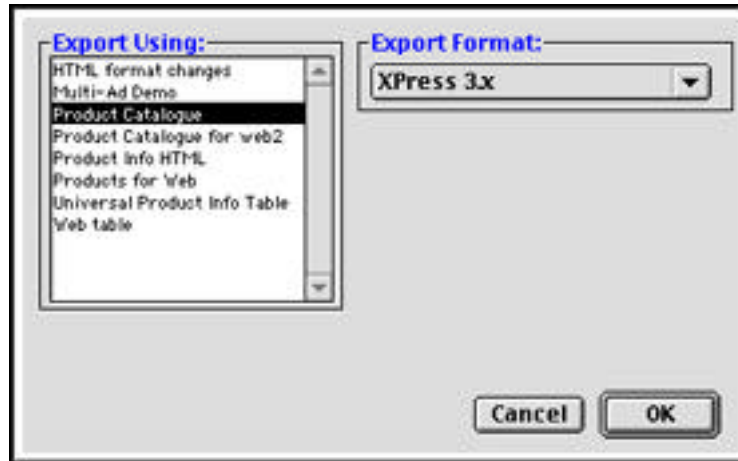 Export Using:
HTML format changes
Multi-Ad Demo
Product Catalogue
Product Catalogue for web2
Product Info HTML
Products for Web
Universal Product Info Table
Web table
Export Format:
XPress 3.x
Cancel
OK